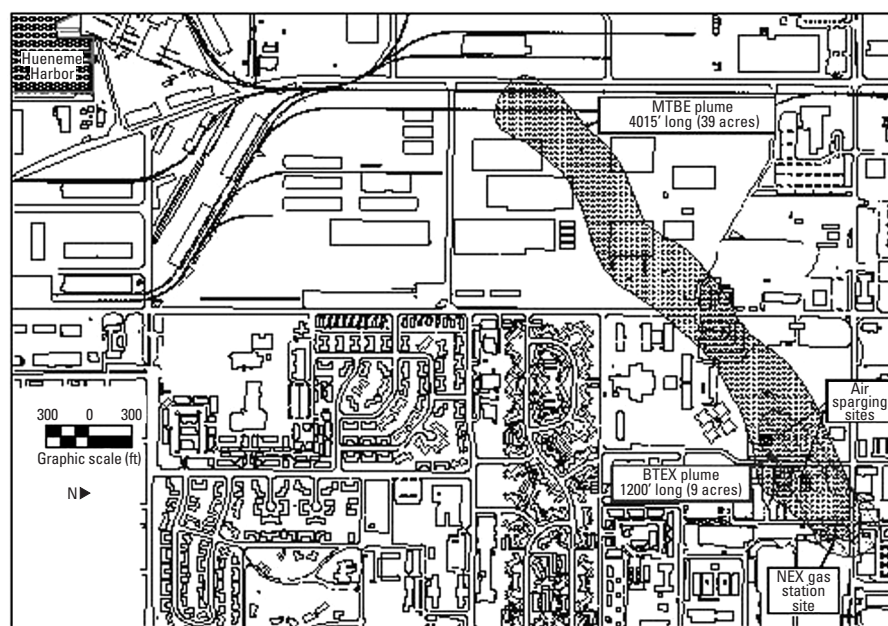 Hueneme
Harbor
MTBE plume
4015' long (39 acres)
Air
sparging
sites
300 0 300
Graphic scale (ft)
N
BTEX plume
1200' long (9 acres)
NEX gas
station
site